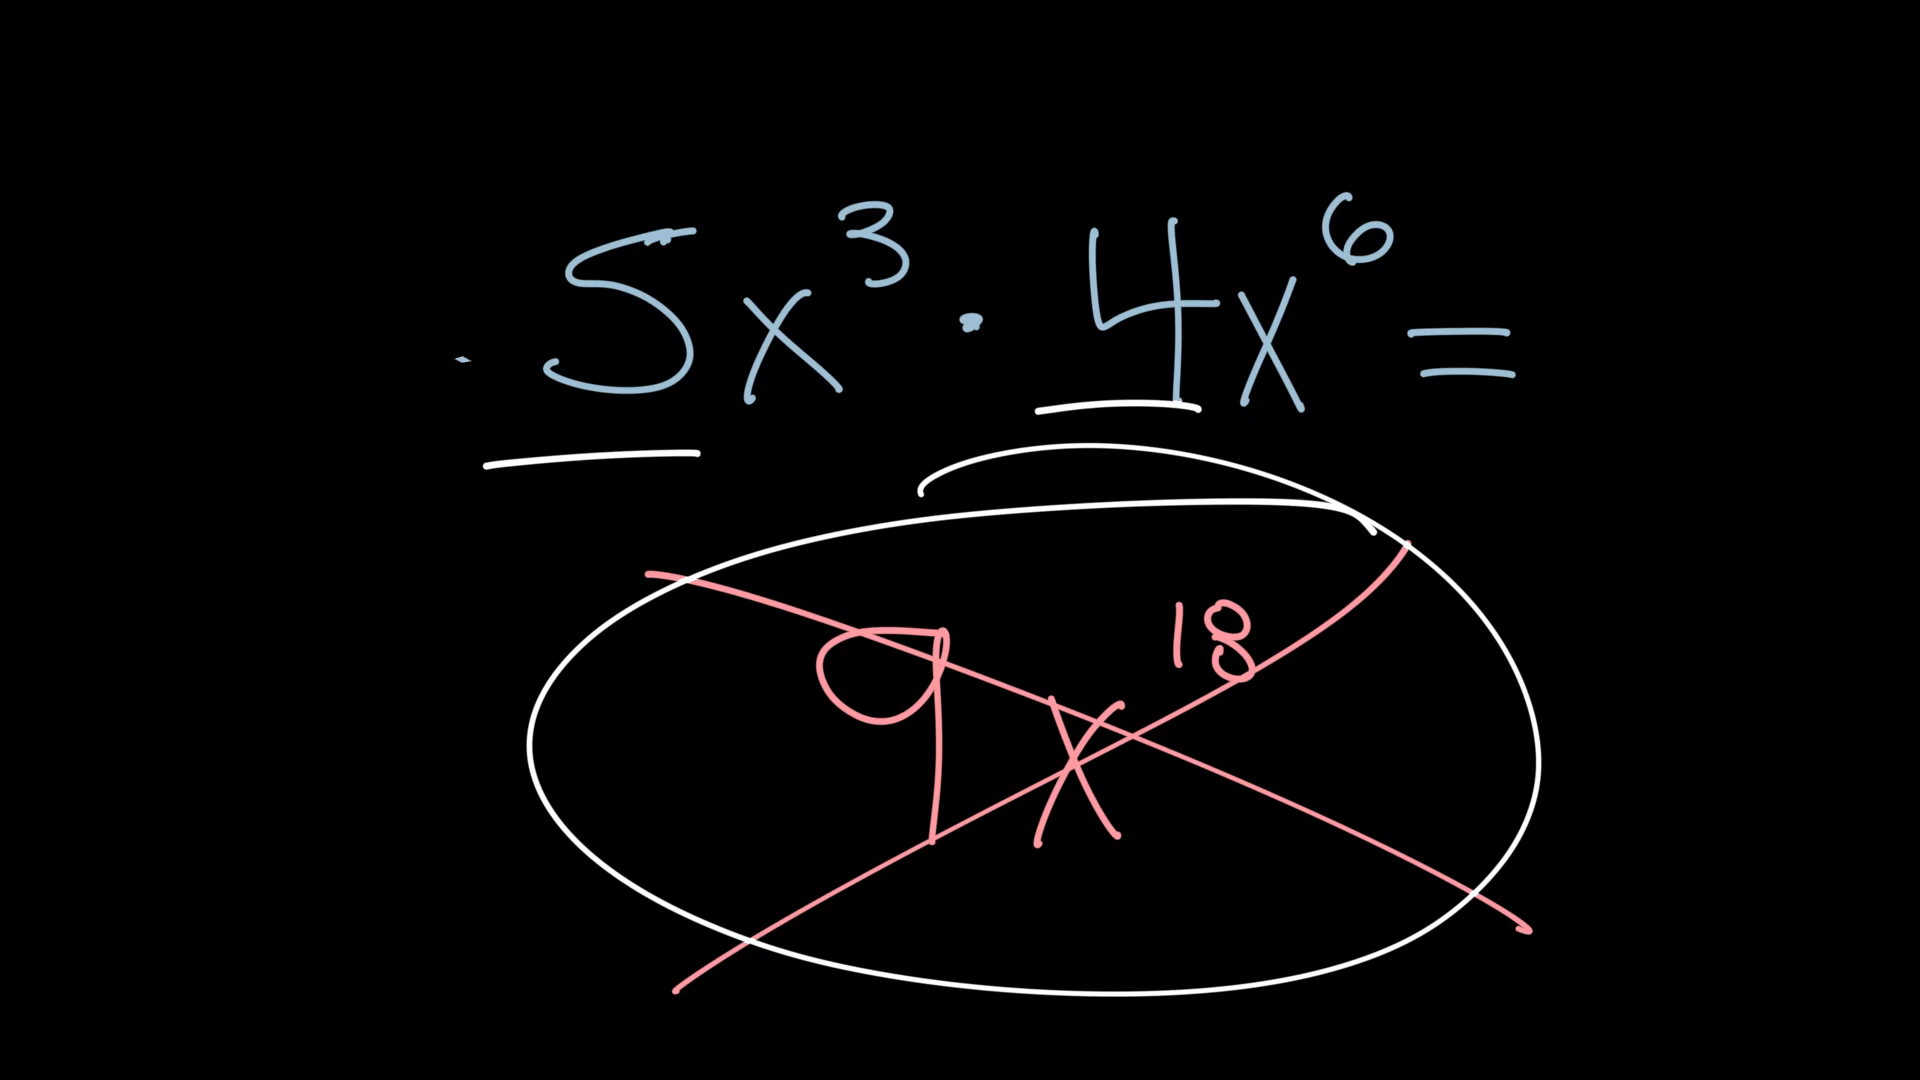 5x³ · 4x⁶ =
9x¹⁸